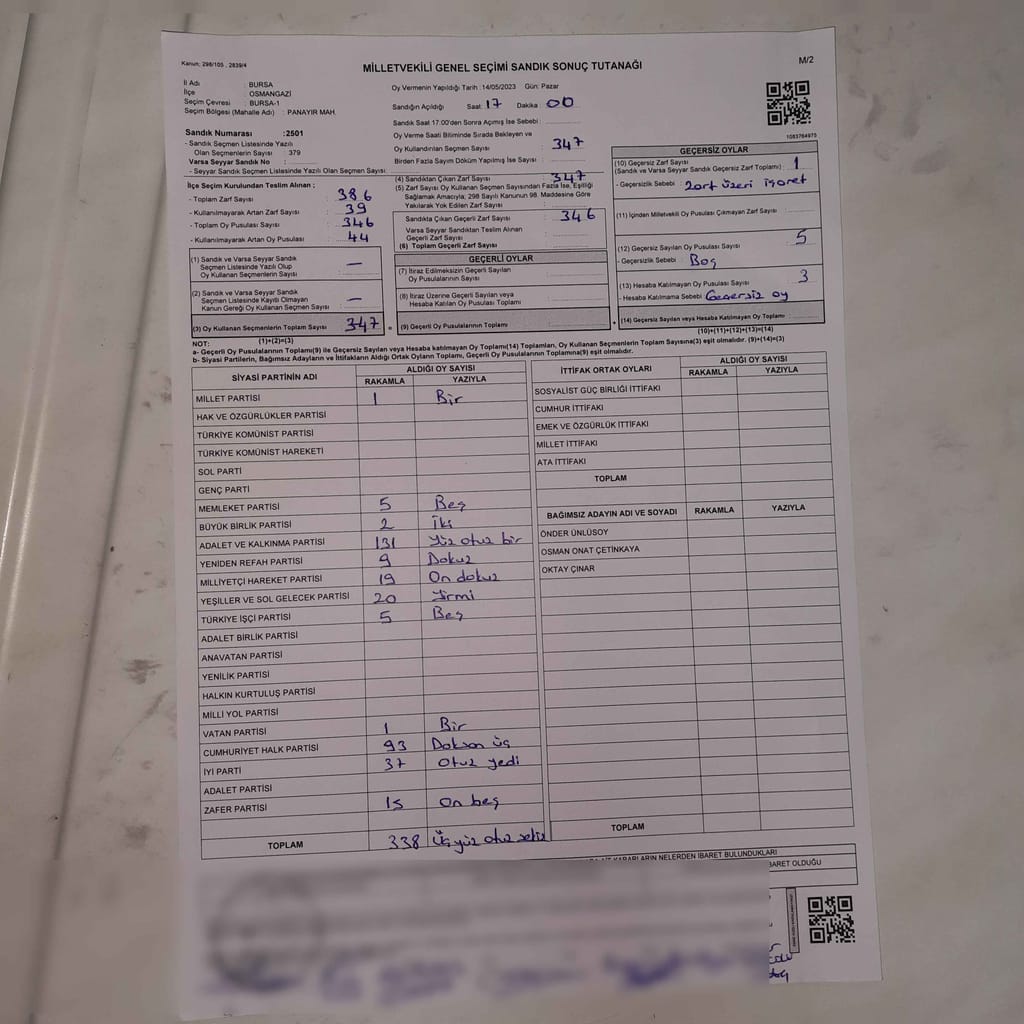 Kanun: 298/105 , 2839/4
MİLLETVEKİLİ GENEL SEÇİMİ SANDIK SONUÇ TUTANAĞI
M/2
İl Adı : BURSA
İlçe : OSMANGAZİ
Seçim Çevresi : BURSA-1
Seçim Bölgesi (Mahalle Adı) : PANAYIR MAH.
Sandık Numarası :2501
- Sandık Seçmen Listesinde Yazılı
Olan Seçmenlerin Sayısı : 379
Varsa Seyyar Sandık No :
- Seyyar Sandık Seçmen Listesinde Yazılı Olan Seçmen Sayısı:
Oy Vermenin Yapıldığı Tarih :14/05/2023 Gün: Pazar
Sandığın Açıldığı Saat: 17 Dakika : 00
Sandık Saat 17.00'den Sonra Açımış İse Sebebi :
Oy Verme Saati Bitiminde Sırada Bekleyen ve
Oy Kullandırılan Seçmen Sayısı : 347
Birden Fazla Sayım Döküm Yapılmış İse Sayısı :
1083764975
İlçe Seçim Kurulundan Teslim Alınan ;
- Toplam Zarf Sayısı : 386
- Kullanılmayarak Artan Zarf Sayısı : 39
- Toplam Oy Pusulası Sayısı : 346
- Kullanılmayarak Artan Oy Pusulası : 44
(1) Sandık ve Varsa Seyyar Sandık
Seçmen Listesinde Yazılı Olup
Oy Kullanan Seçmenlerin Sayısı : —
(2) Sandık ve Varsa Seyyar Sandık
Seçmen Listesinde Kayıtlı Olmayan
Kanun Gereği Oy Kullanan Seçmen Sayısı : —
(3) Oy Kullanan Seçmenlerin Toplam Sayısı 347
(1)+(2)=(3)
(4) Sandıktan Çıkan Zarf Sayısı : 347
(5) Zarf Sayısı Oy Kullanan Seçmen Sayısından Fazla İse, Eşitliği
Sağlamak Amacıyla; 298 Sayılı Kanunun 98. Maddesine Göre
Yakılarak Yok Edilen Zarf Sayısı
Sandıkta Çıkan Geçerli Zarf Sayısı : 346
Varsa Seyyar Sandıktan Teslim Alınan
Geçerli Zarf Sayısı
(6) Toplam Geçerli Zarf Sayısı
GEÇERLİ OYLAR
(7) İtiraz Edilmeksizin Geçerli Sayılan
Oy Pusulalarının Sayısı
(8) İtiraz Üzerine Geçerli Sayılan veya
Hesaba Katılan Oy Pusulası Toplamı
= (9) Geçerli Oy Pusulalarının Toplamı :
GEÇERSİZ OYLAR
(10) Geçersiz Zarf Sayısı
(Sandık ve Varsa Seyyar Sandık Geçersiz Zarf Toplamı) : 1
- Geçersizlik Sebebi : Zarf üzeri işaret
(11) İçinden Milletvekili Oy Pusulası Çıkmayan Zarf Sayısı :
(12) Geçersiz Sayılan Oy Pusulası Sayısı : 5
- Geçersizlik Sebebi : Boş
(13) Hesaba Katılmayan Oy Pusulası Sayısı : 3
- Hesaba Katılmama Sebebi : Geçersiz oy
+ (14) Geçersiz Sayılan veya Hesaba Katılmayan Oy Toplamı :
(10)+(11)+(12)+(13)=(14)
NOT:
a- Geçerli Oy Pusulalarının Toplamı(9) ile Geçersiz Sayılan veya Hesaba katılmayan Oy Toplamı(14) Toplamları, Oy Kullanan Seçmenlerin Toplam Sayısına(3) eşit olmalıdır. (9)+(14)=(3)
b- Siyasi Partilerin, Bağımsız Adayların ve İttifakların Aldığı Ortak Oyların Toplamı, Geçerli Oy Pusulalarının Toplamına(9) eşit olmalıdır.
SİYASİ PARTİNİN ADI ALDIĞI OY SAYISI
RAKAMLA YAZIYLA
MİLLET PARTİSİ 1 Bir
HAK VE ÖZGÜRLÜKLER PARTİSİ
TÜRKİYE KOMÜNİST PARTİSİ
TÜRKİYE KOMÜNİST HAREKETİ
SOL PARTİ
GENÇ PARTİ
MEMLEKET PARTİSİ 5 Beş
BÜYÜK BİRLİK PARTİSİ 2 İki
ADALET VE KALKINMA PARTİSİ 131 Yüz otuz bir
YENİDEN REFAH PARTİSİ 9 Dokuz
MİLLİYETÇİ HAREKET PARTİSİ 19 On dokuz
YEŞİLLER VE SOL GELECEK PARTİSİ 20 Yirmi
TÜRKİYE İŞÇİ PARTİSİ 5 Beş
ADALET BİRLİK PARTİSİ
ANAVATAN PARTİSİ
YENİLİK PARTİSİ
HALKIN KURTULUŞ PARTİSİ
MİLLİ YOL PARTİSİ
VATAN PARTİSİ 1 Bir
CUMHURİYET HALK PARTİSİ 93 Doksan üç
İYİ PARTİ 37 Otuz yedi
ADALET PARTİSİ
ZAFER PARTİSİ 15 On beş
TOPLAM 338 Üç yüz otuz sekiz
İTTİFAK ORTAK OYLARI ALDIĞI OY SAYISI
RAKAMLA YAZIYLA
SOSYALİST GÜÇ BİRLİĞİ İTTİFAKI
CUMHUR İTTİFAKI
EMEK VE ÖZGÜRLÜK İTTİFAKI
MİLLET İTTİFAKI
ATA İTTİFAKI
TOPLAM
BAĞIMSIZ ADAYIN ADI VE SOYADI RAKAMLA YAZIYLA
ÖNDER ÜNLÜSOY
OSMAN ONAT ÇETİNKAYA
OKTAY ÇINAR
TOPLAM
KARARLARIN NELERDEN İBARET BULUNDUKLARI
BARET OLDUĞU